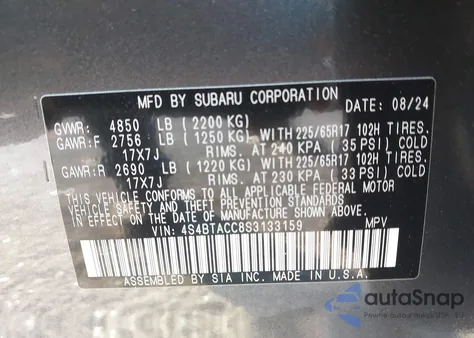 MFD BY SUBARU CORPORATION DATE: 08/24
GVWR: 4850 LB (2200 KG)
GAWR:F 2756 LB (1250 KG) WITH 225/65R17 102H TIRES.
17X7J RIMS. AT 240 KPA (35 PSI) COLD
GAWR:R 2690 LB (1220 KG) WITH 225/65R17 102H TIRES.
17X7J RIMS. AT 230 KPA (33 PSI) COLD
THIS VEHICLE CONFORMS TO ALL APPLICABLE FEDERAL MOTOR
VEHICLE SAFETY AND THEFT PREVENTION STANDARDS IN EFFECT
ON THE DATE OF MANUFACTURE SHOWN ABOVE.
VIN: 4S4BTACC8S3133159 MPV
ASSEMBLED BY SIA INC. MADE IN U.S.A.
autoSnap